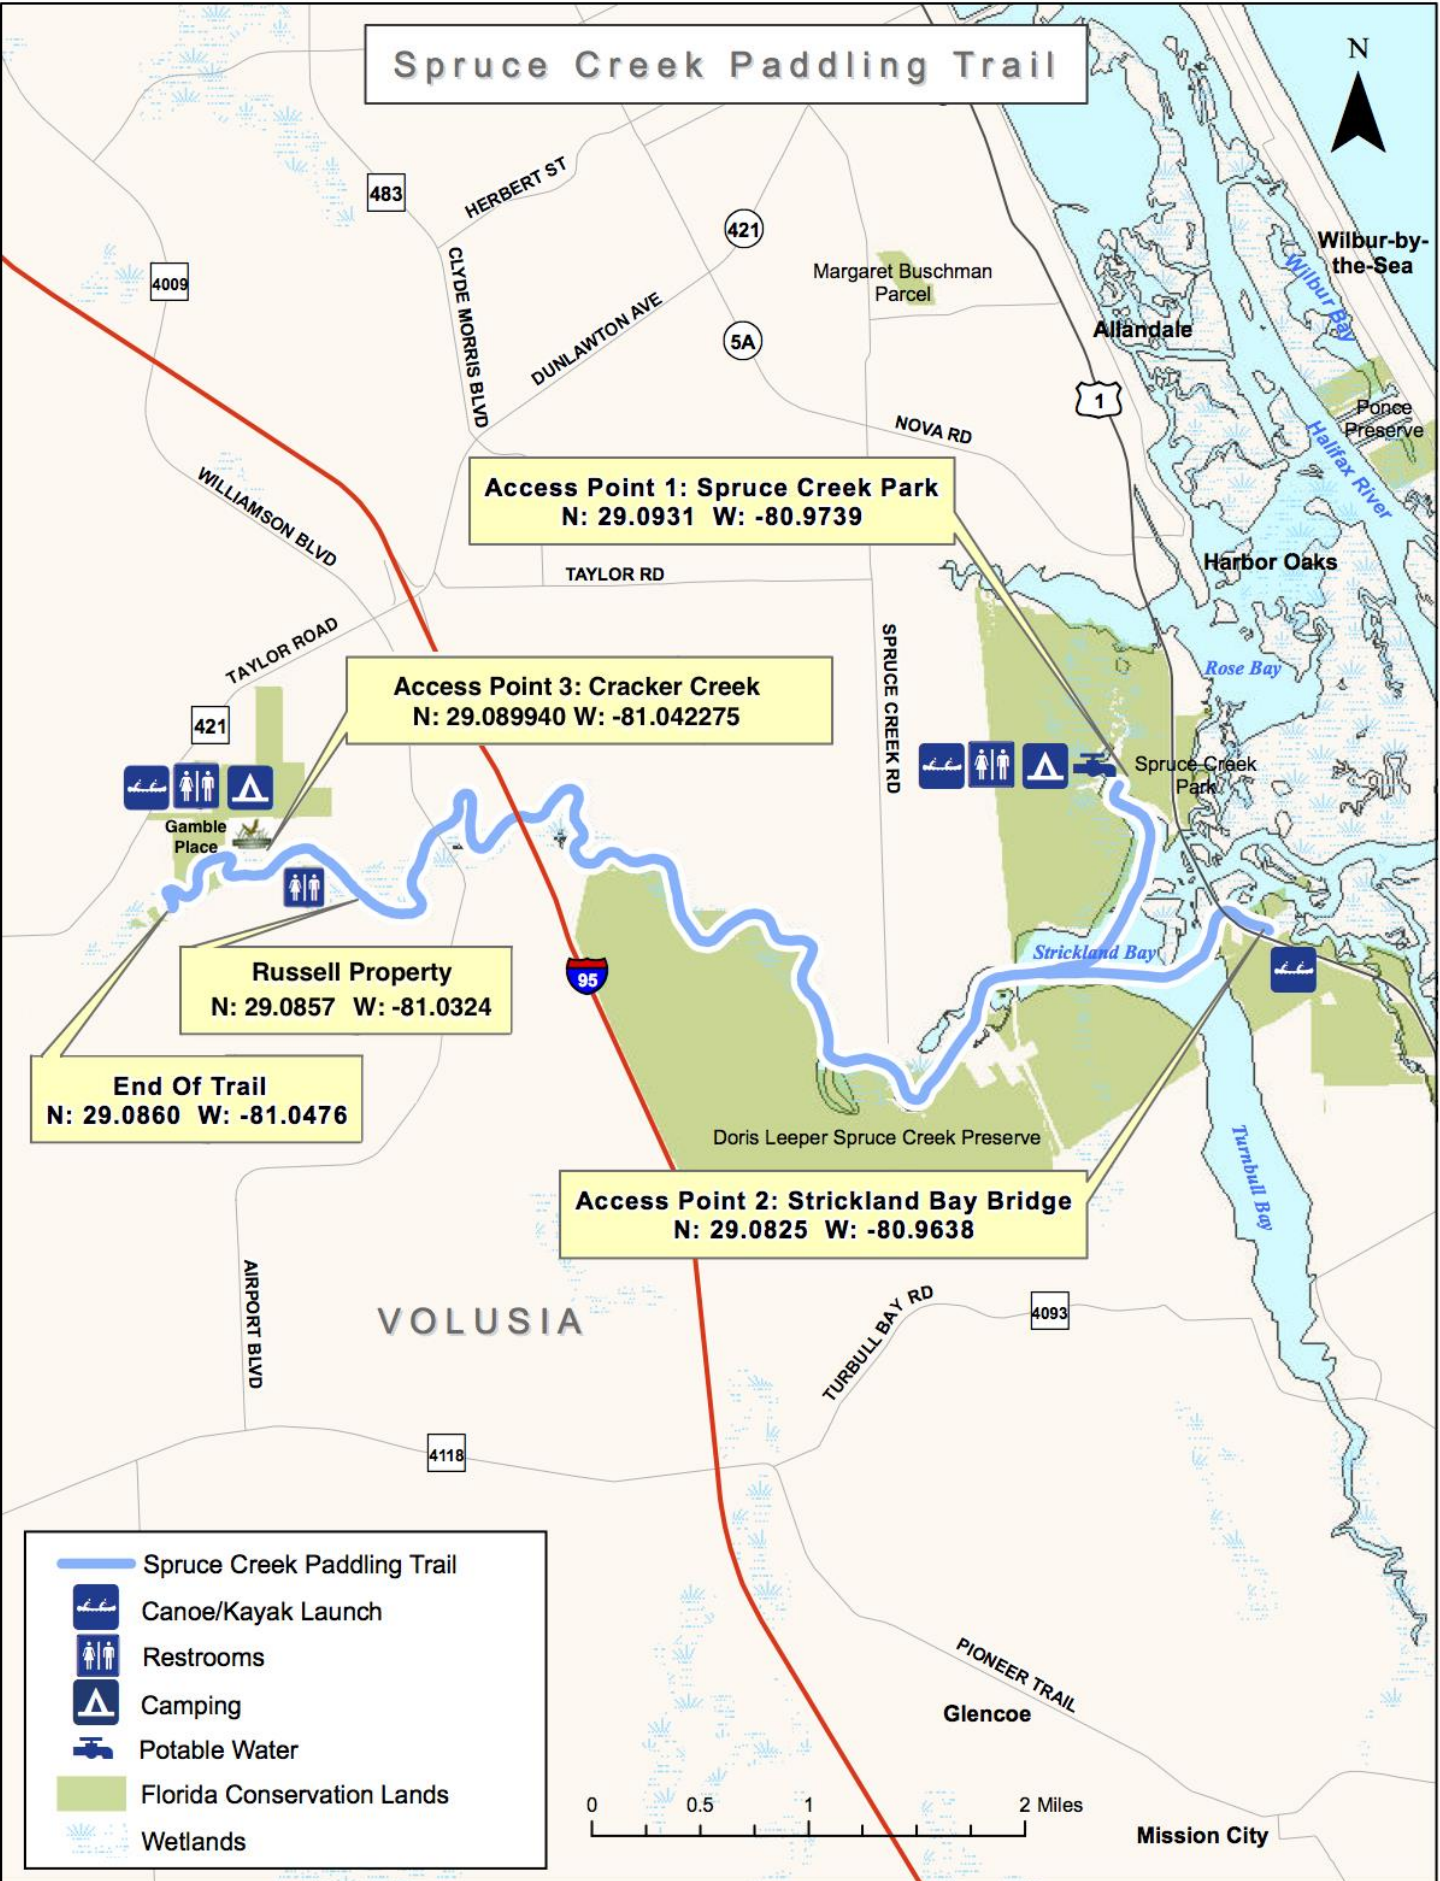 Spruce Creek Paddling Trail
N
483
HERBERT ST
421
4009
CLYDE MORRIS BLVD
Margaret Buschman
Parcel
Wilbur-by-
the-Sea
Wilbur Bay
Allandale
DUNLAWTON AVE
5A
1
NOVA RD
Ponce
Preserve
Halifax River
WILLIAMSON BLVD
Access Point 1: Spruce Creek Park
N: 29.0931 W: -80.9739
Harbor Oaks
TAYLOR RD
TAYLOR ROAD
SPRUCE CREEK RD
Rose Bay
Access Point 3: Cracker Creek
N: 29.089940 W: -81.042275
421
Spruce Creek
Park
Gamble
Place
Strickland Bay
Russell Property
N: 29.0857 W: -81.0324
95
End Of Trail
N: 29.0860 W: -81.0476
Doris Leeper Spruce Creek Preserve
Turnbull Bay
Access Point 2: Strickland Bay Bridge
N: 29.0825 W: -80.9638
AIRPORT BLVD
VOLUSIA
TURBULL BAY RD
4093
4118
Spruce Creek Paddling Trail
Canoe/Kayak Launch
Restrooms
Camping
Potable Water
Florida Conservation Lands
Wetlands
PIONEER TRAIL
Glencoe
0 0.5 1 2 Miles
Mission City